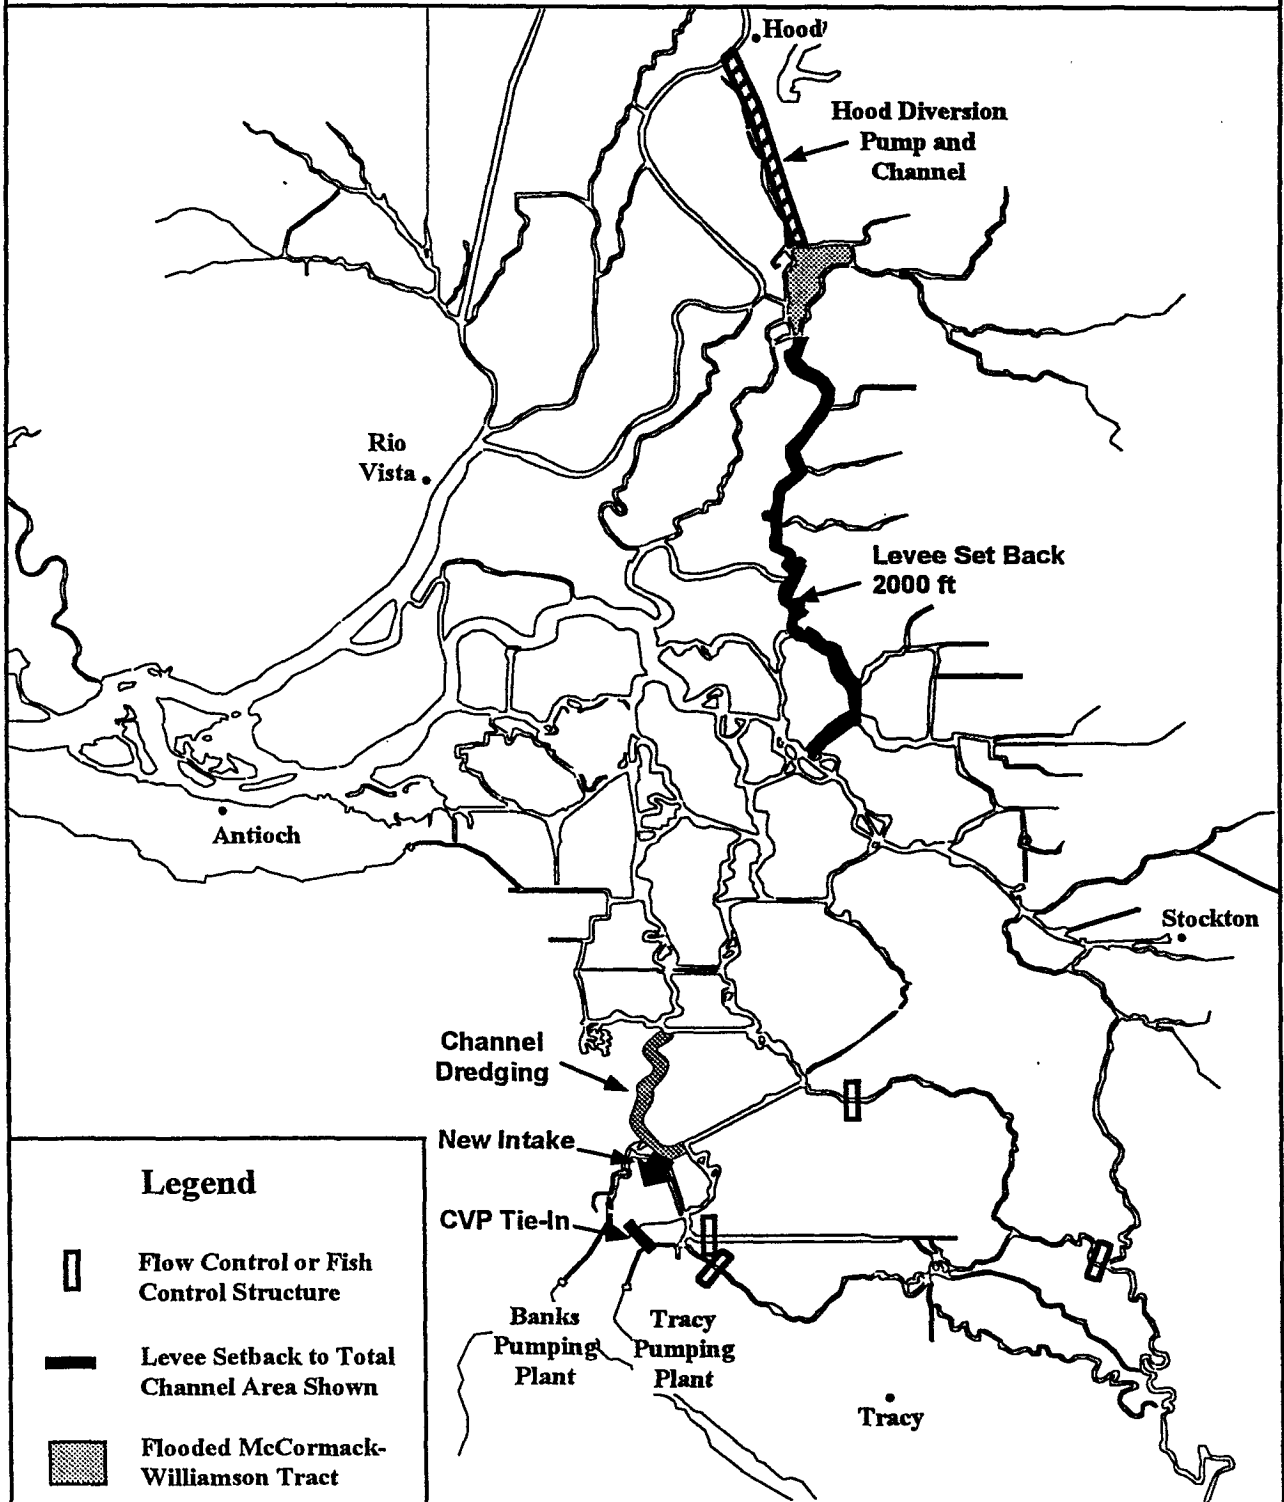 Hood
Hood Diversion
Pump and
Channel
Rio
Vista
Levee Set Back
2000 ft
Antioch
Stockton
Channel
Dredging
New Intake
CVP Tie-In
Banks
Pumping
Plant
Tracy
Pumping
Plant
Tracy
Legend
Flow Control or Fish
Control Structure
Levee Setback to Total
Channel Area Shown
Flooded McCormack-
Williamson Tract